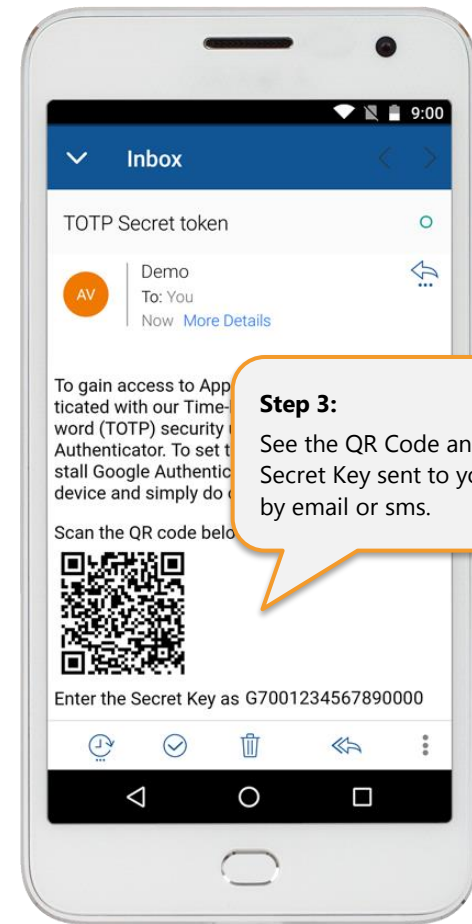 9:00
Inbox
TOTP Secret token
Demo
AV
To: You
Now More Details
To gain access to App
ticated with our Time-
word (TOTP) security
Authenticator. To set t
stall Google Authentic
device and simply do
Scan the QR code belo
Step 3:
See the QR Code an
Secret Key sent to yo
by email or sms.
Enter the Secret Key as G7001234567890000